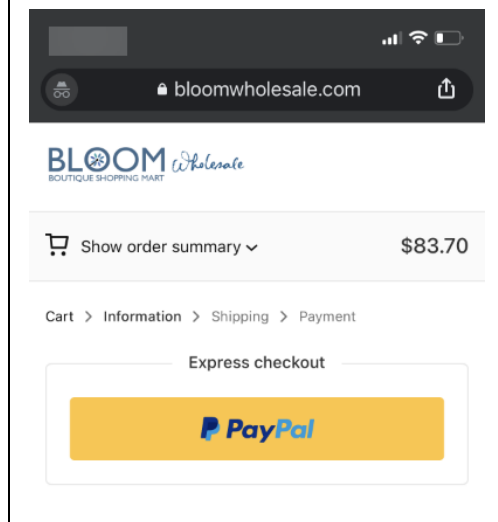 bloomwholesale.com
BLOOM Wholesale
BOUTIQUE SHOPPING MART
Show order summary $83.70
Cart > Information > Shipping > Payment
Express checkout
PayPal